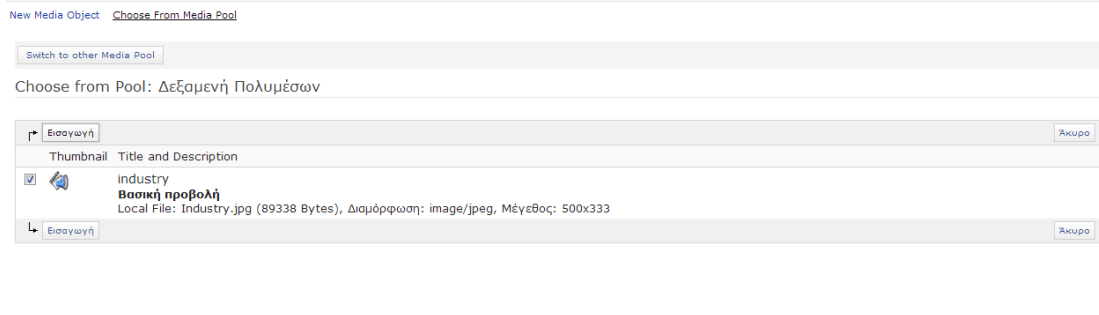 New Media Object Choose From Media Pool
Switch to other Media Pool
Choose from Pool: Δεξαμενή Πολυμέσων
Εισαγωγή Άκυρο
Thumbnail Title and Description
industry
Βασική προβολή
Local File: Industry.jpg (89338 Bytes), Διαμόρφωση: image/jpeg, Μέγεθος: 500x333
Εισαγωγή Άκυρο